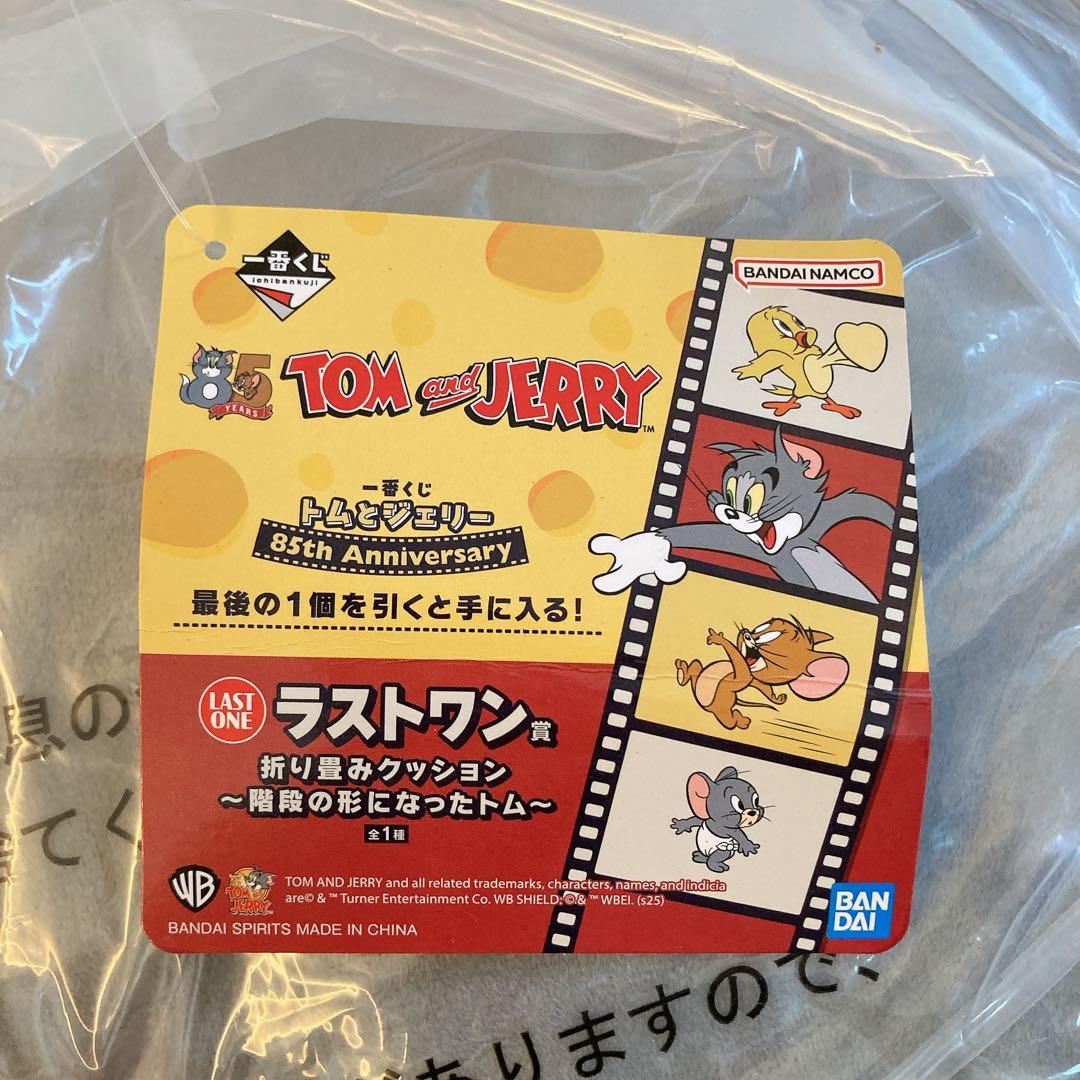 一番くじ
ichibankuji
BANDAI NAMCO
85
YEARS
TOM and JERRY™
一番くじ
トムとジェリー
85th Anniversary
最後の1個を引くと手に入る!
LAST ONE
ラストワン賞
折り畳みクッション
~階段の形になったトム~
全1種
WB
TOM and JERRY
TOM AND JERRY and all related trademarks, characters, names, and indicia
are© & ™ Turner Entertainment Co. WB SHIELD: © & ™ WBEI. (s25)
BANDAI SPIRITS MADE IN CHINA
BAN
DAI
息の
てく
ありますので、